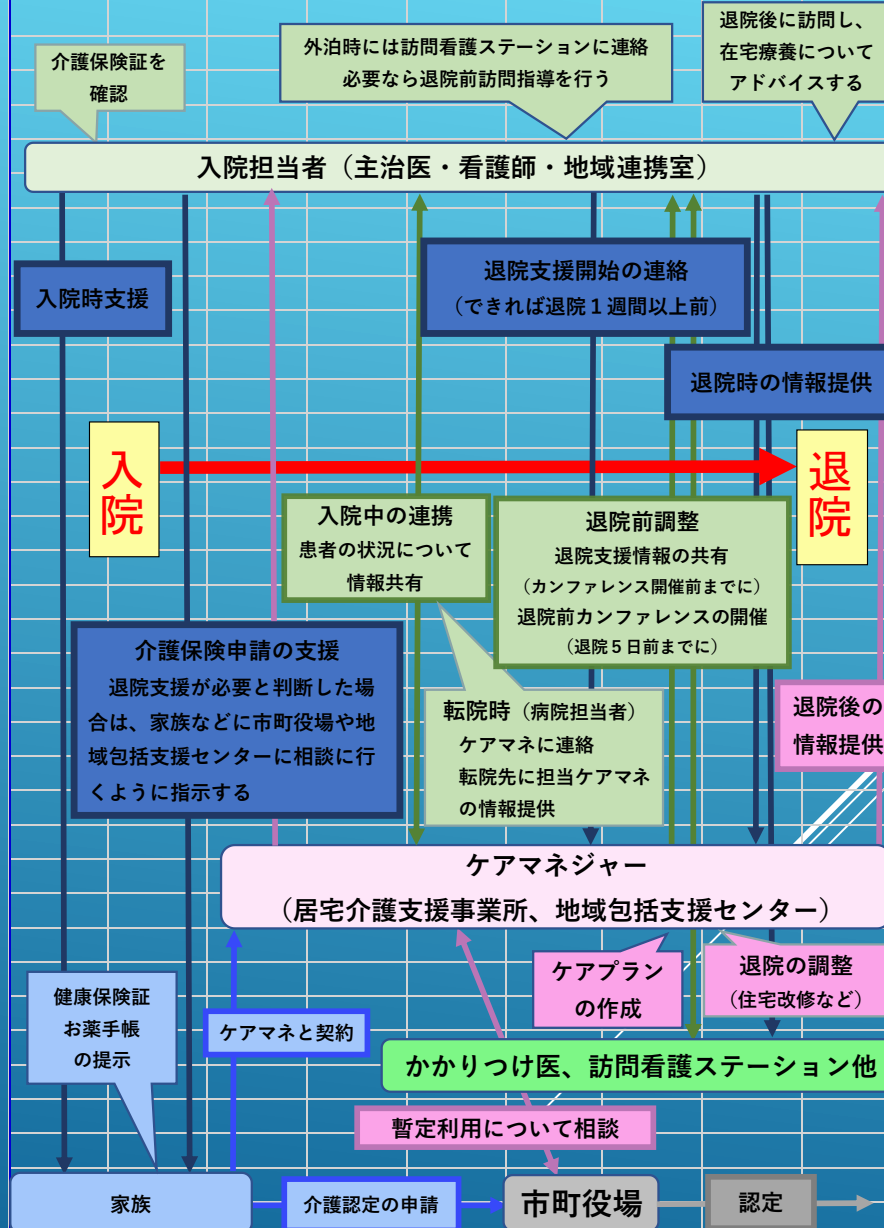 介護保険証を
確認
外泊時には訪問看護ステーションに連絡
必要なら退院前訪問指導を行う
退院後に訪問し、
在宅療養について
アドバイスする
入院担当者（主治医・看護師・地域連携室）
入院時支援
退院支援開始の連絡
（できれば退院１週間以上前）
退院時の情報提供
入院
退院
入院中の連携
患者の状況について
情報共有
退院前調整
退院支援情報の共有
（カンファレンス開催前までに）
退院前カンファレンスの開催
（退院５日前までに）
介護保険申請の支援
退院支援が必要と判断した場
合は、家族などに市町役場や地
域包括支援センターに相談に行
くように指示する
転院時（病院担当者）
ケアマネに連絡
転院先に担当ケアマネ
の情報提供
退院後の
情報提供
ケアマネジャー
（居宅介護支援事業所、地域包括支援センター）
ケアプラン
の作成
退院の調整
（住宅改修など）
健康保険証
お薬手帳
の提示
ケアマネと契約
かかりつけ医、訪問看護ステーション他
暫定利用について相談
家族
介護認定の申請
市町役場
認定